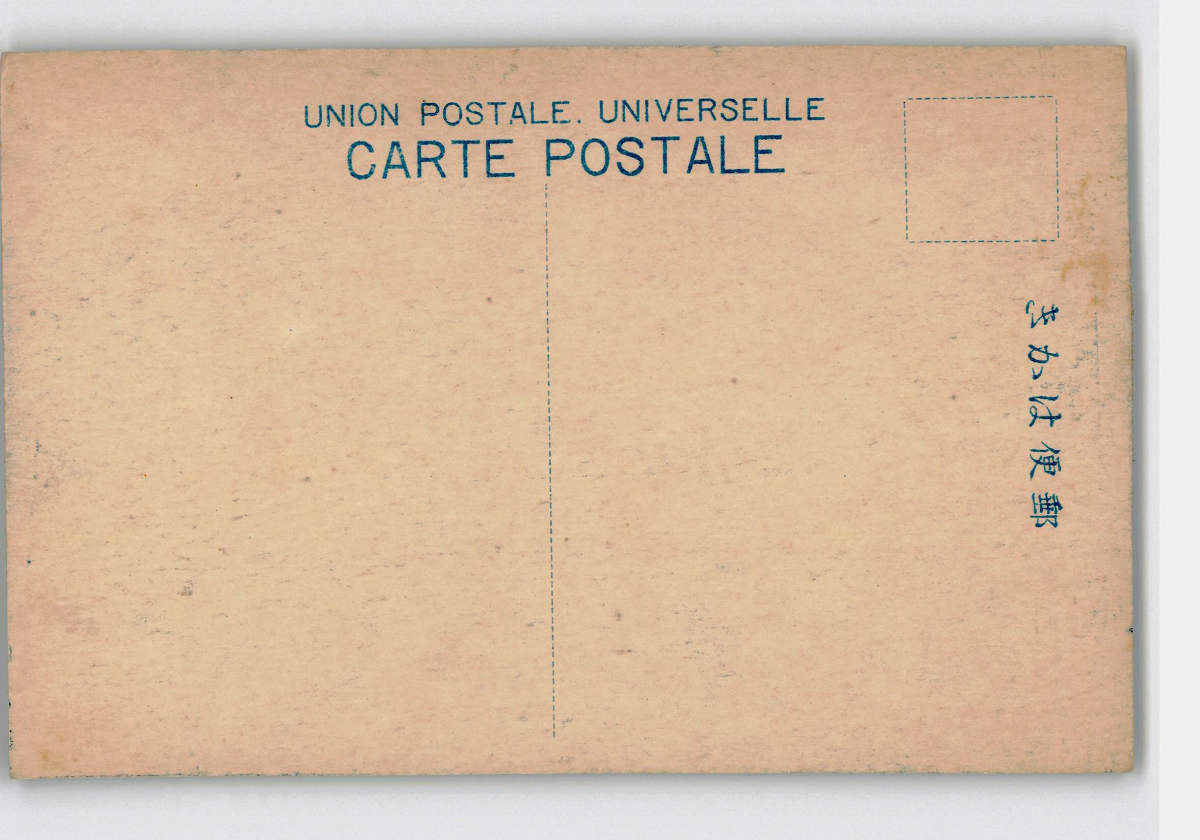 UNION POSTALE. UNIVERSELLE
CARTE POSTALE
郵便はかき